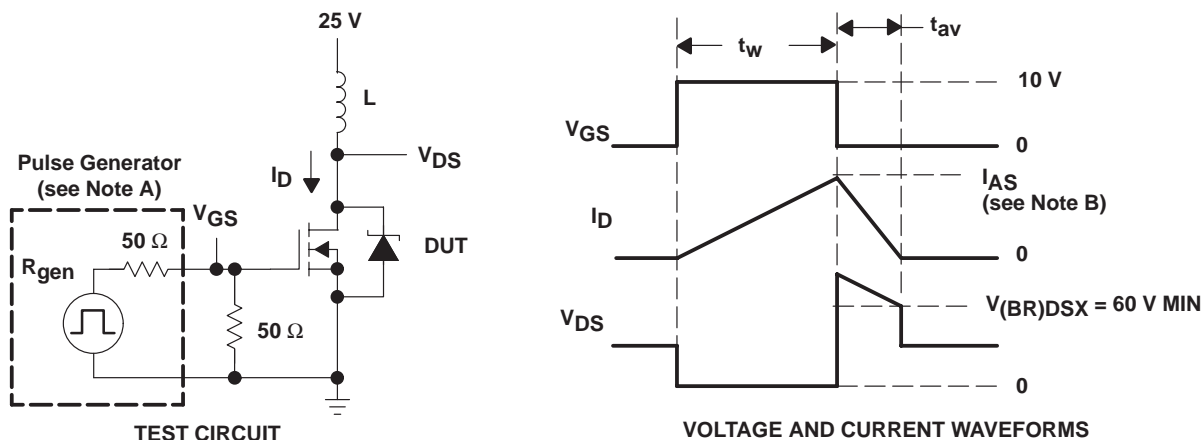 25 V
L
VDS
ID
Pulse Generator
(see Note A)
VGS
50 Ω
Rgen
50 Ω
DUT
TEST CIRCUIT
tw
tav
10 V
VGS
0
IAS
(see Note B)
ID
0
V(BR)DSX = 60 V MIN
VDS
0
VOLTAGE AND CURRENT WAVEFORMS